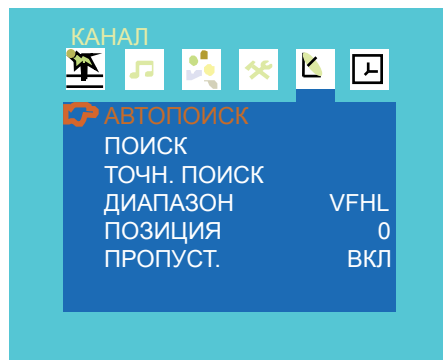 КАНАЛ
АВТОПОИСК
ПОИСК
ТОЧН. ПОИСК
ДИАПАЗОН VFHL
ПОЗИЦИЯ 0
ПРОПУСТ. ВКЛ